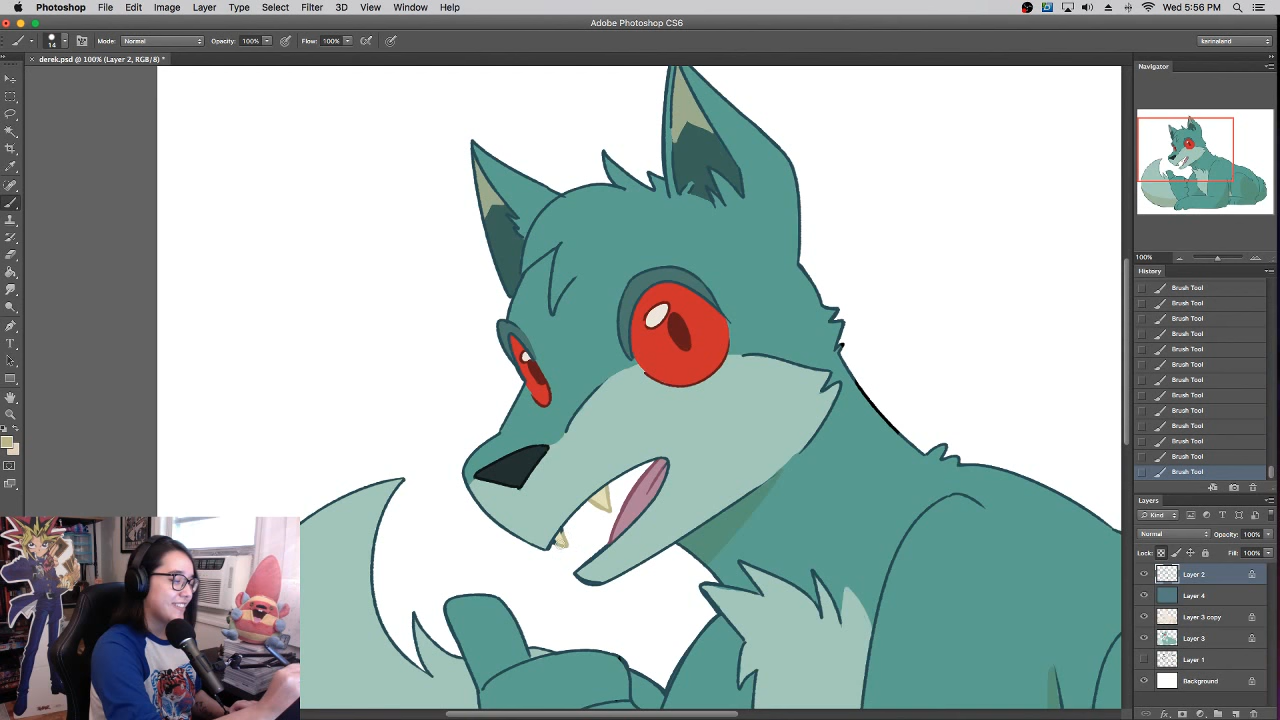 Photoshop File Edit Image Layer Type Select Filter 3D View Window Help Wed 5:56 PM
Adobe Photoshop CS6
14 Mode: Normal Opacity: 100% Flow: 100% karinaland
× derek.psd @ 100% (Layer 2, RGB/8) *
Navigator
100%
History
Brush Tool
Brush Tool
Brush Tool
Brush Tool
Brush Tool
Brush Tool
Brush Tool
Brush Tool
Brush Tool
Brush Tool
Brush Tool
Brush Tool
Brush Tool
Layers
Kind
Normal Opacity: 100%
Lock: Fill: 100%
Layer 2
Layer 4
Layer 3 copy
Layer 3
Layer 1
Background